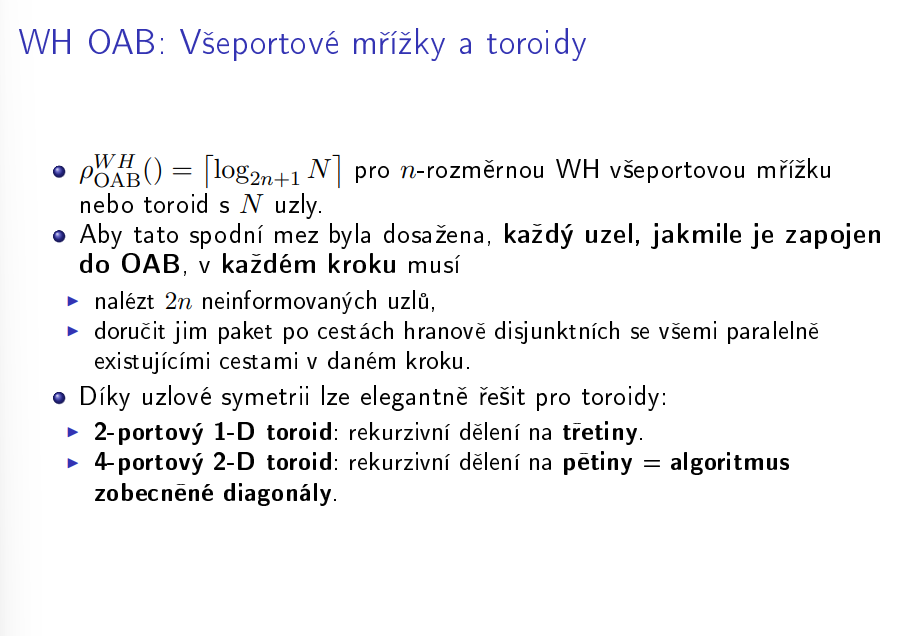 WH OAB: Všeportové mřížky a toroidy
ρ^{WH}_{OAB}() = ⌈log_{2n+1} N⌉ pro n-rozměrnou WH všeportovou mřížku
nebo toroid s N uzly.
Aby tato spodní mez byla dosažena, každý uzel, jakmile je zapojen
do OAB, v každém kroku musí
nalézt 2n neinformovaných uzlů,
doručit jim paket po cestách hranově disjunktních se všemi paralelně
existujícími cestami v daném kroku.
Díky uzlové symetrii lze elegantně řešit pro toroidy:
2-portový 1-D toroid: rekurzivní dělení na třetiny.
4-portový 2-D toroid: rekurzivní dělení na pětiny = algoritmus
zobecněné diagonály.